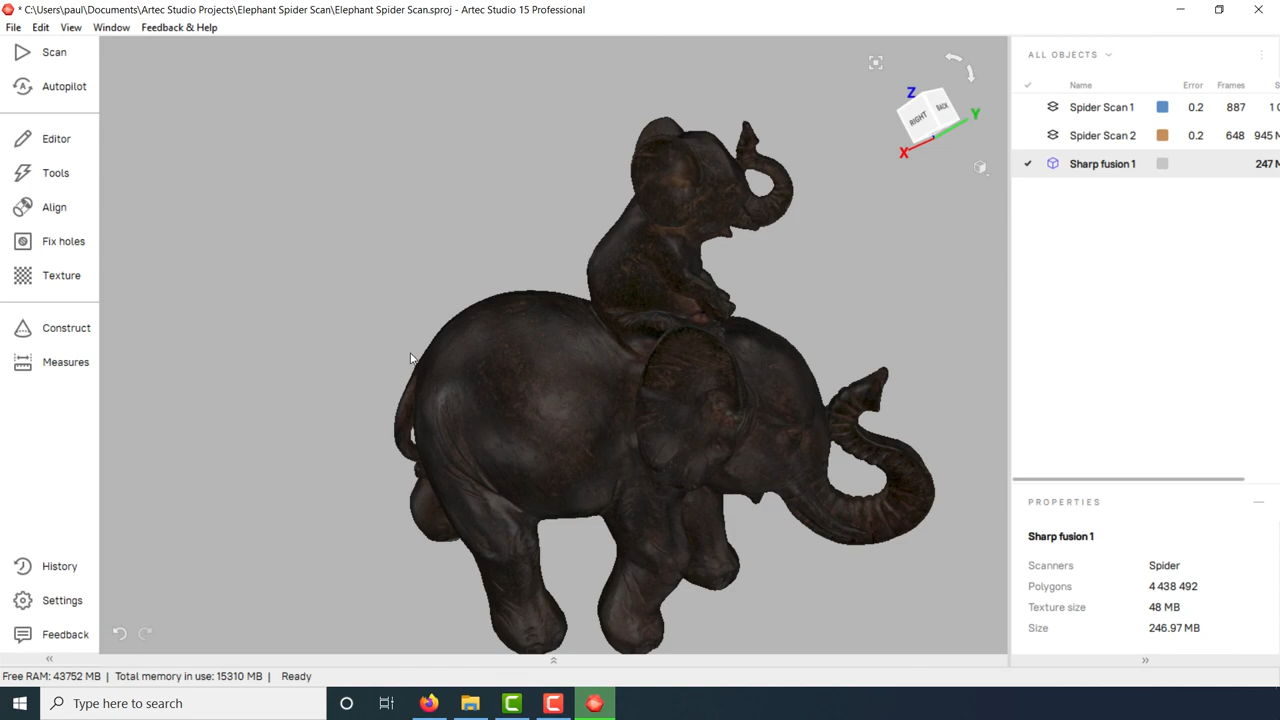 * C:\Users\paul\Documents\Artec Studio Projects\Elephant Spider Scan\Elephant Spider Scan.sproj - Artec Studio 15 Professional
File Edit View Window Feedback & Help
Scan
Autopilot
Editor
Tools
Align
Fix holes
Texture
Construct
Measures
History
Settings
Feedback
Z
RIGHT
BACK
Y
X
ALL OBJECTS
Name Error Frames S
Spider Scan 1 0.2 887 1 G
Spider Scan 2 0.2 648 945 M
Sharp fusion 1 247 M
PROPERTIES
Sharp fusion 1
Scanners Spider
Polygons 4 438 492
Texture size 48 MB
Size 246.97 MB
Free RAM: 43752 MB | Total memory in use: 15310 MB | Ready
Type here to search